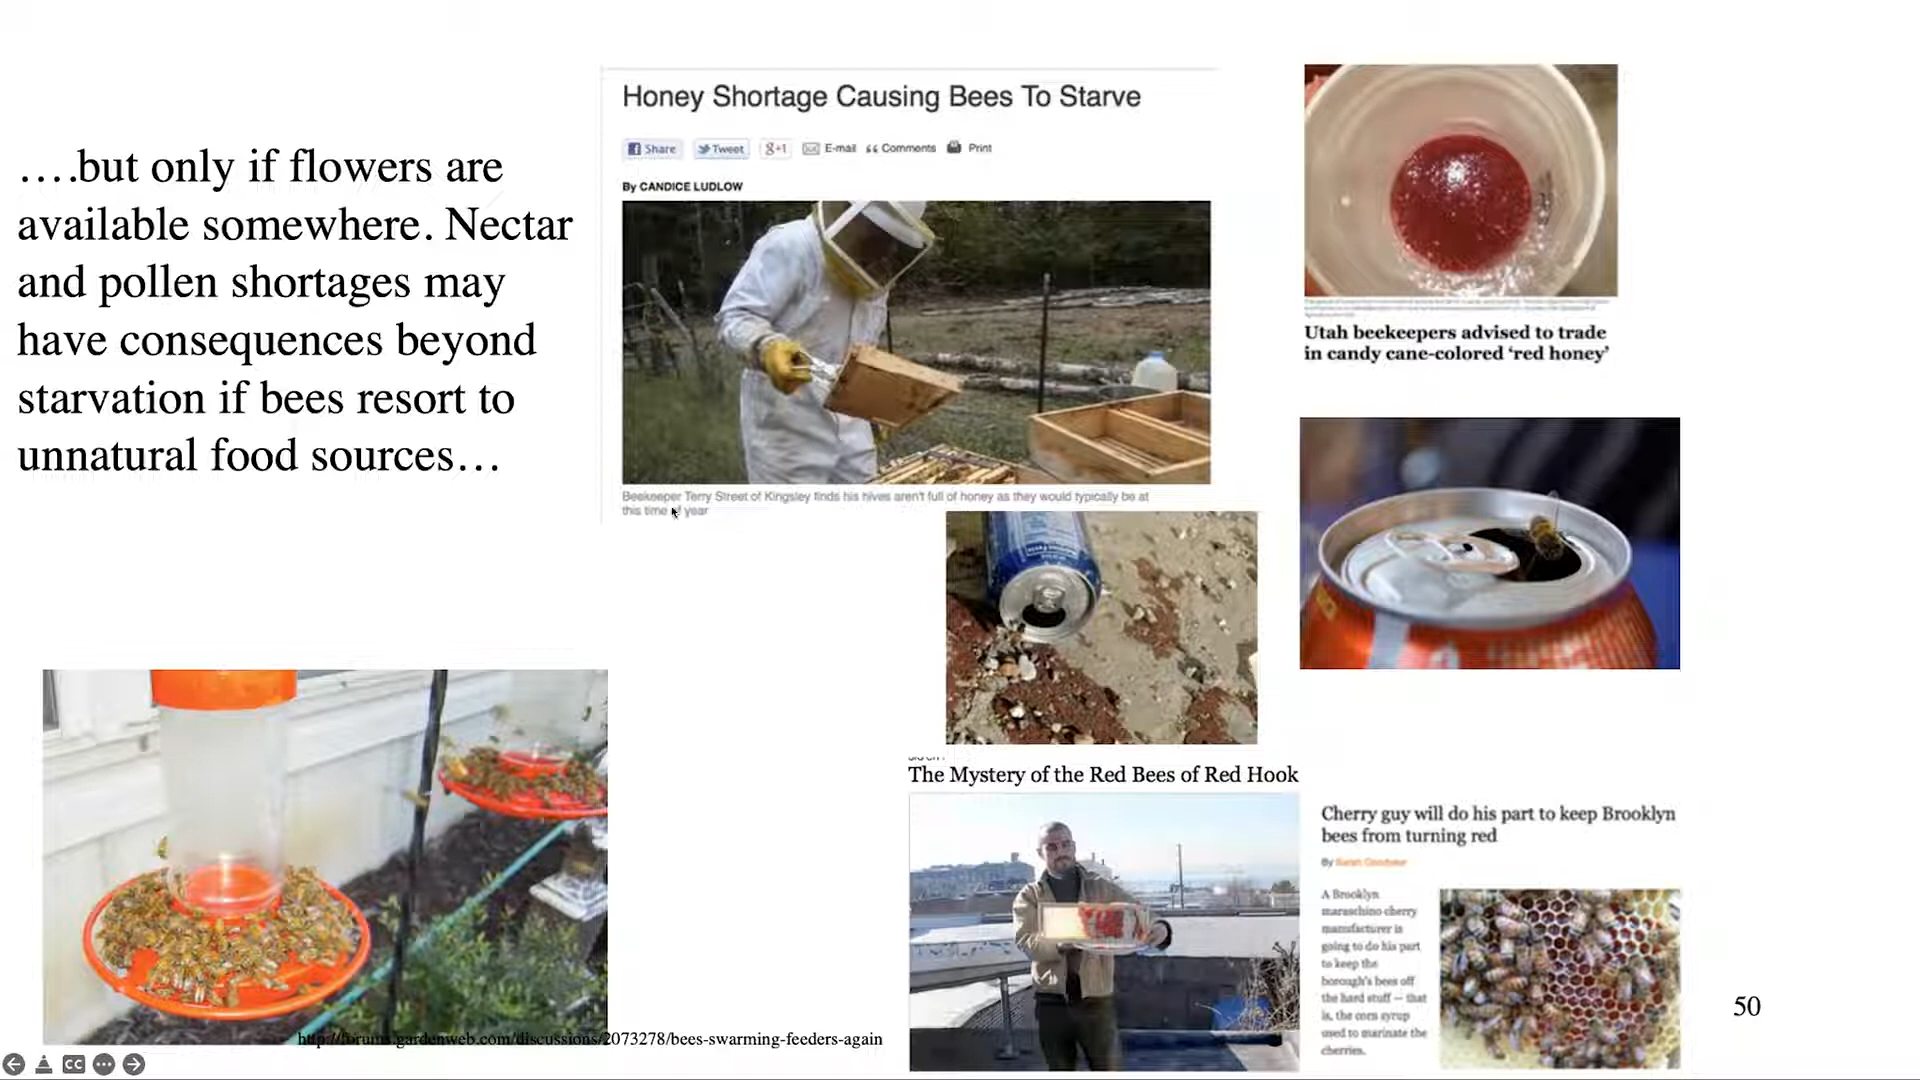 ….but only if flowers are
available somewhere. Nectar
and pollen shortages may
have consequences beyond
starvation if bees resort to
unnatural food sources…
Honey Shortage Causing Bees To Starve
Share Tweet +1 E-mail Comments Print
By CANDICE LUDLOW
Beekeeper Terry Street of Kingsley finds his hives aren't full of honey as they would typically be at
this time of year
Utah beekeepers advised to trade
in candy cane-colored ‘red honey’
The Mystery of the Red Bees of Red Hook
Cherry guy will do his part to keep Brooklyn
bees from turning red
By Sarah Goodyear
A Brooklyn
maraschino cherry
manufacturer is
going to do his part
to keep the
borough's bees off
the hard stuff — that
is, the corn syrup
used to marinate the
cherries.
http://forums.gardenweb.com/discussions/2073278/bees-swarming-feeders-again
50
CC